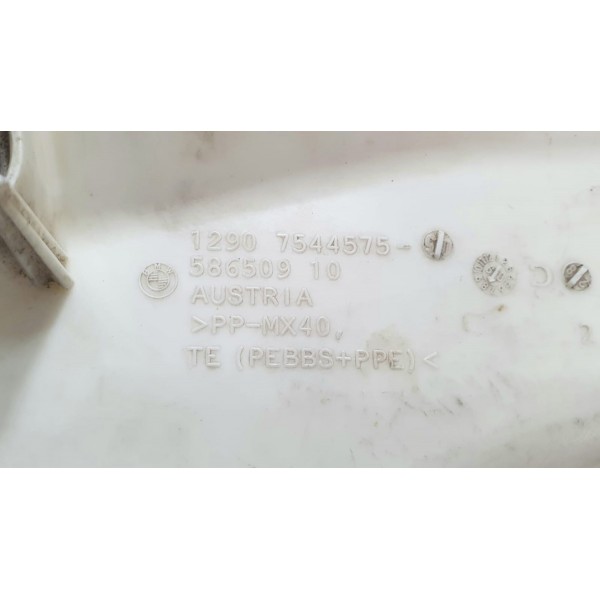 1290 7544575-
586509 10 C
AUSTRIA
>PP-MX40,
TE (PEBBS+PPE)<